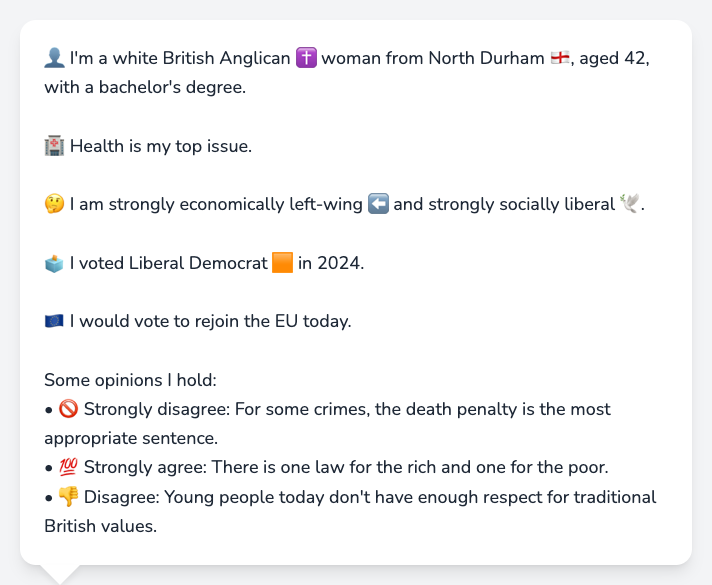 👤 I'm a white British Anglican ✝️ woman from North Durham 🏴󠁧󠁢󠁥󠁮󠁧󠁿, aged 42,
with a bachelor's degree.
🏥 Health is my top issue.
🤔 I am strongly economically left-wing ⬅️ and strongly socially liberal 🕊️.
🗳️ I voted Liberal Democrat 🟧 in 2024.
🇪🇺 I would vote to rejoin the EU today.
Some opinions I hold:
• 🚫 Strongly disagree: For some crimes, the death penalty is the most
appropriate sentence.
• 💯 Strongly agree: There is one law for the rich and one for the poor.
• 👎 Disagree: Young people today don't have enough respect for traditional
British values.